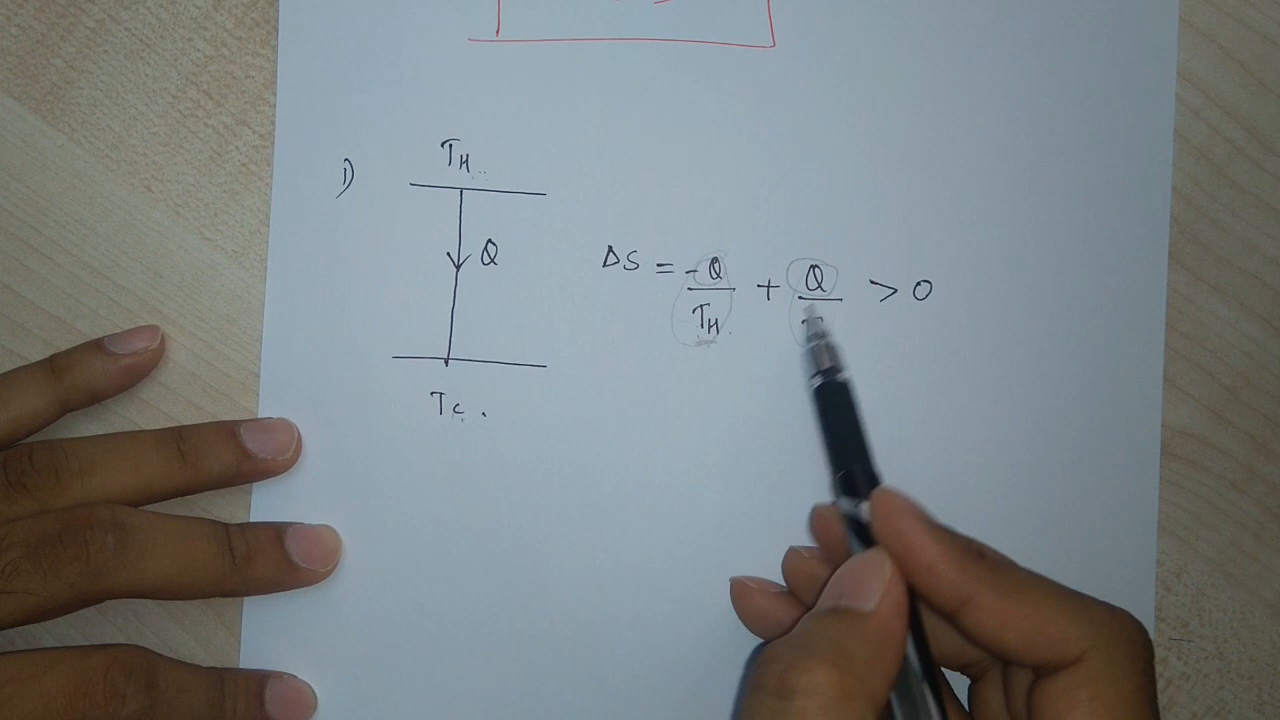 1)
T_H
Q
ΔS = -Q/T_H + Q/T > 0
T_C